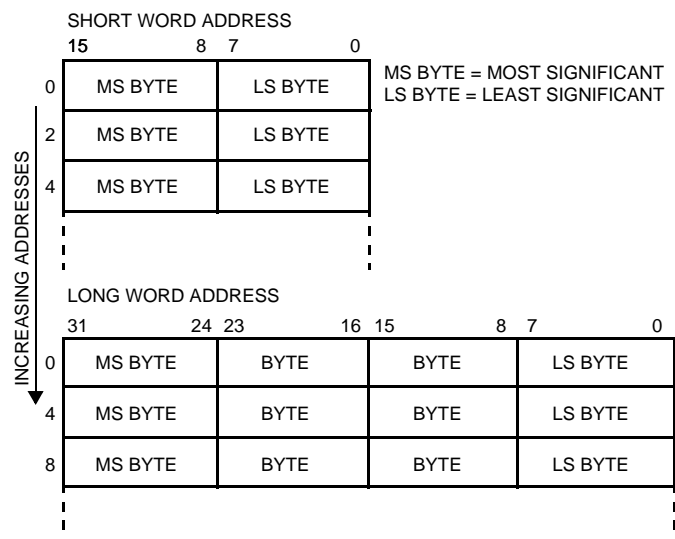 SHORT WORD ADDRESS
15 8 7 0
MS BYTE = MOST SIGNIFICANT
LS BYTE = LEAST SIGNIFICANT
0 MS BYTE LS BYTE
2 MS BYTE LS BYTE
4 MS BYTE LS BYTE
INCREASING ADDRESSES
LONG WORD ADDRESS
31 24 23 16 15 8 7 0
0 MS BYTE BYTE BYTE LS BYTE
4 MS BYTE BYTE BYTE LS BYTE
8 MS BYTE BYTE BYTE LS BYTE